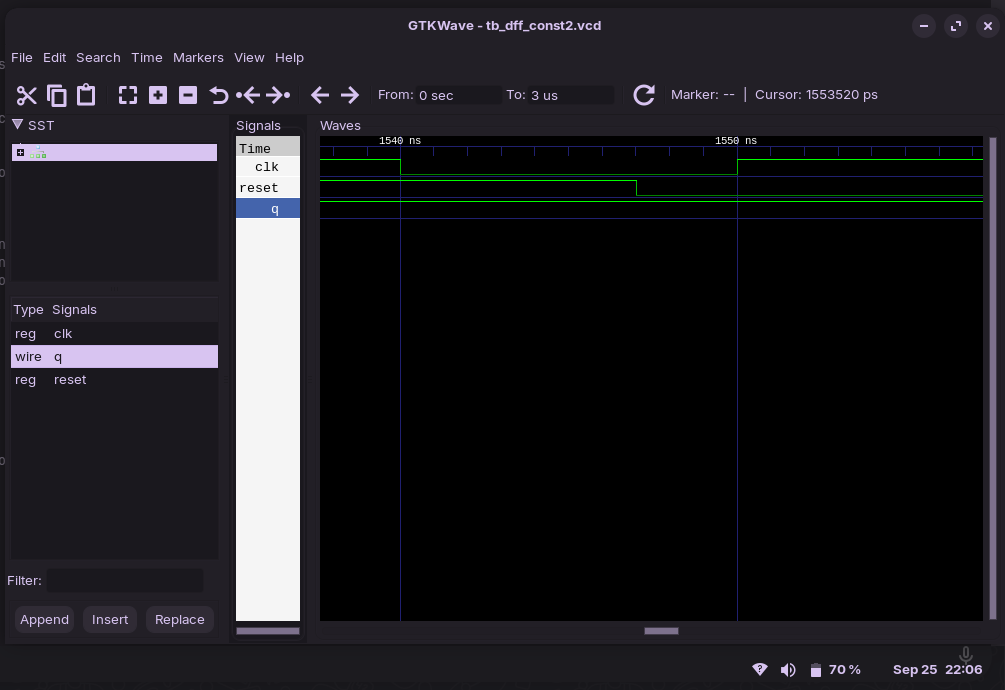 GTKWave - tb_dff_const2.vcd
File Edit Search Time Markers View Help
From: 0 sec To: 3 us Marker: -- | Cursor: 1553520 ps
SST
Type Signals
reg clk
wire q
reg reset
Filter:
Append Insert Replace
Signals
Time
clk
reset
q
Waves
1540 ns 1550 ns
70 % Sep 25 22:06